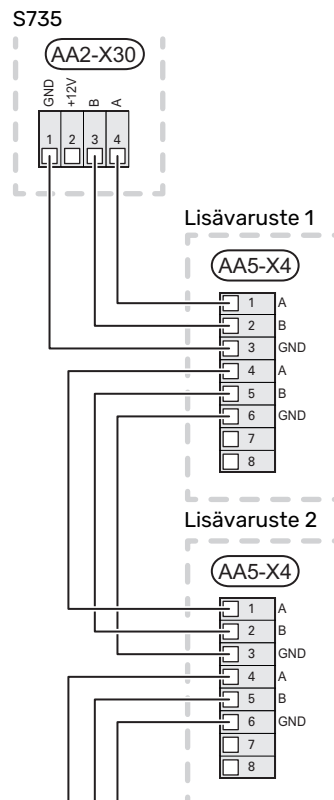 S735
AA2-X30
GND +12V B A
1 2 3 4
Lisävaruste 1
AA5-X4
1 A
2 B
3 GND
4 A
5 B
6 GND
7
8
Lisävaruste 2
AA5-X4
1 A
2 B
3 GND
4 A
5 B
6 GND
7
8